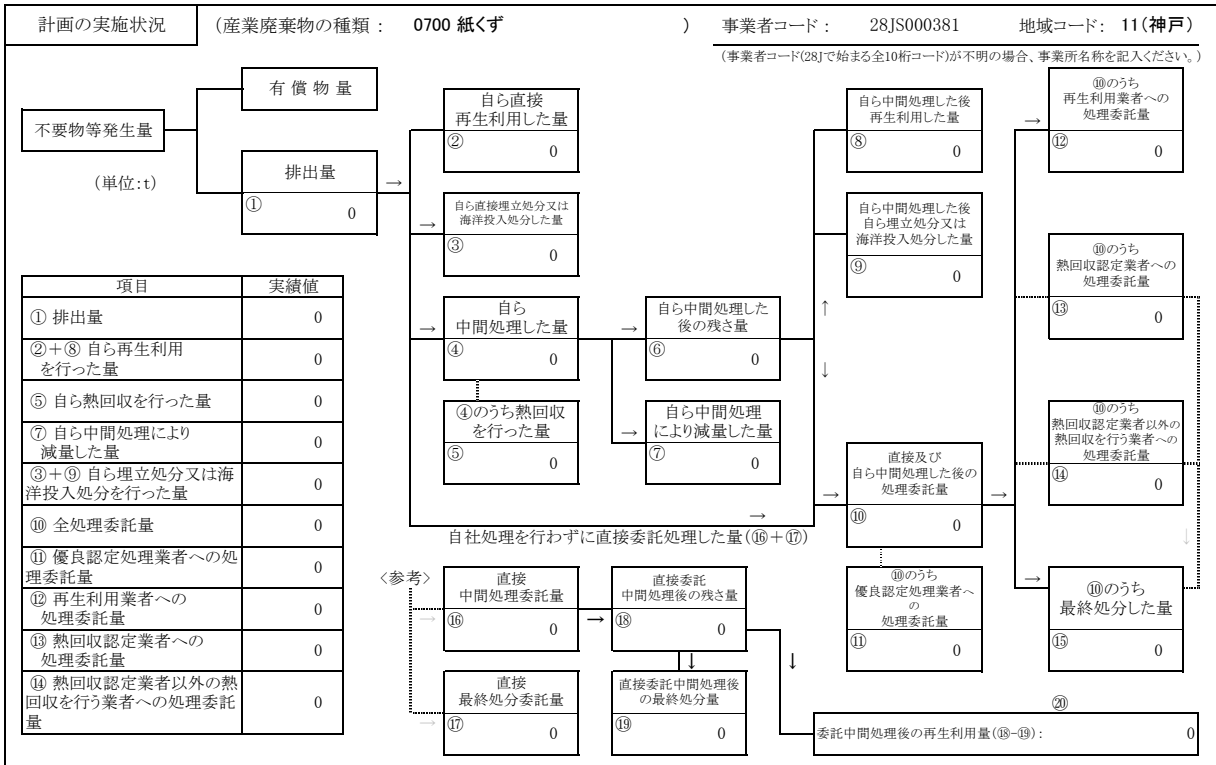 計画の実施状況
(産業廃棄物の種類： 0700 紙くず )
事業者コード： 28JS000381
地域コード： 11(神戸)
(事業者コード(28Jで始まる全10桁コード)が不明の場合、事業所名称を記入ください。)
不要物等発生量
(単位:t)
有償物量
排出量
→
① 0
自ら直接
再生利用した量
② 0
→
自ら直接埋立処分又は
海洋投入処分した量
③ 0
→
自ら
中間処理した量
④ 0
④のうち熱回収
を行った量
⑤ 0
→
自ら中間処理した
後の残さ量
⑥ 0
→
自ら中間処理
により減量した量
⑦ 0
自ら中間処理した後
再生利用した量
⑧ 0
自ら中間処理した後
自ら埋立処分又は
海洋投入処分した量
⑨ 0
↑
↓
→
直接及び
自ら中間処理した後の
処理委託量
⑩ 0
→
⑩のうち
優良認定処理業者へ
の
処理委託量
⑪ 0
→
⑩のうち
再生利用業者への
処理委託量
⑫ 0
⑩のうち
熱回収認定業者への
処理委託量
⑬ 0
⑩のうち
熱回収認定業者以外の
熱回収を行う業者への
処理委託量
⑭ 0
↓
→
⑩のうち
最終処分した量
⑮ 0
→
自社処理を行わずに直接委託処理した量(⑯＋⑰)
項目 実績値
① 排出量 0
②＋⑧ 自ら再生利用
を行った量 0
⑤ 自ら熱回収を行った量 0
⑦ 自ら中間処理により
減量した量 0
③＋⑨ 自ら埋立処分又は海
洋投入処分を行った量 0
⑩ 全処理委託量 0
⑪ 優良認定処理業者への処
理委託量 0
⑫ 再生利用業者への
処理委託量 0
⑬ 熱回収認定業者への
処理委託量 0
⑭ 熱回収認定業者以外の熱
回収を行う業者への処理委託
量 0
〈参考〉
→
直接
中間処理委託量
⑯ 0
→
直接委託
中間処理後の残さ量
⑱ 0
→
直接
最終処分委託量
⑰ 0
↓
直接委託中間処理後
の最終処分量
⑲ 0
↓
⑳
委託中間処理後の再生利用量(⑱-⑲)： 0